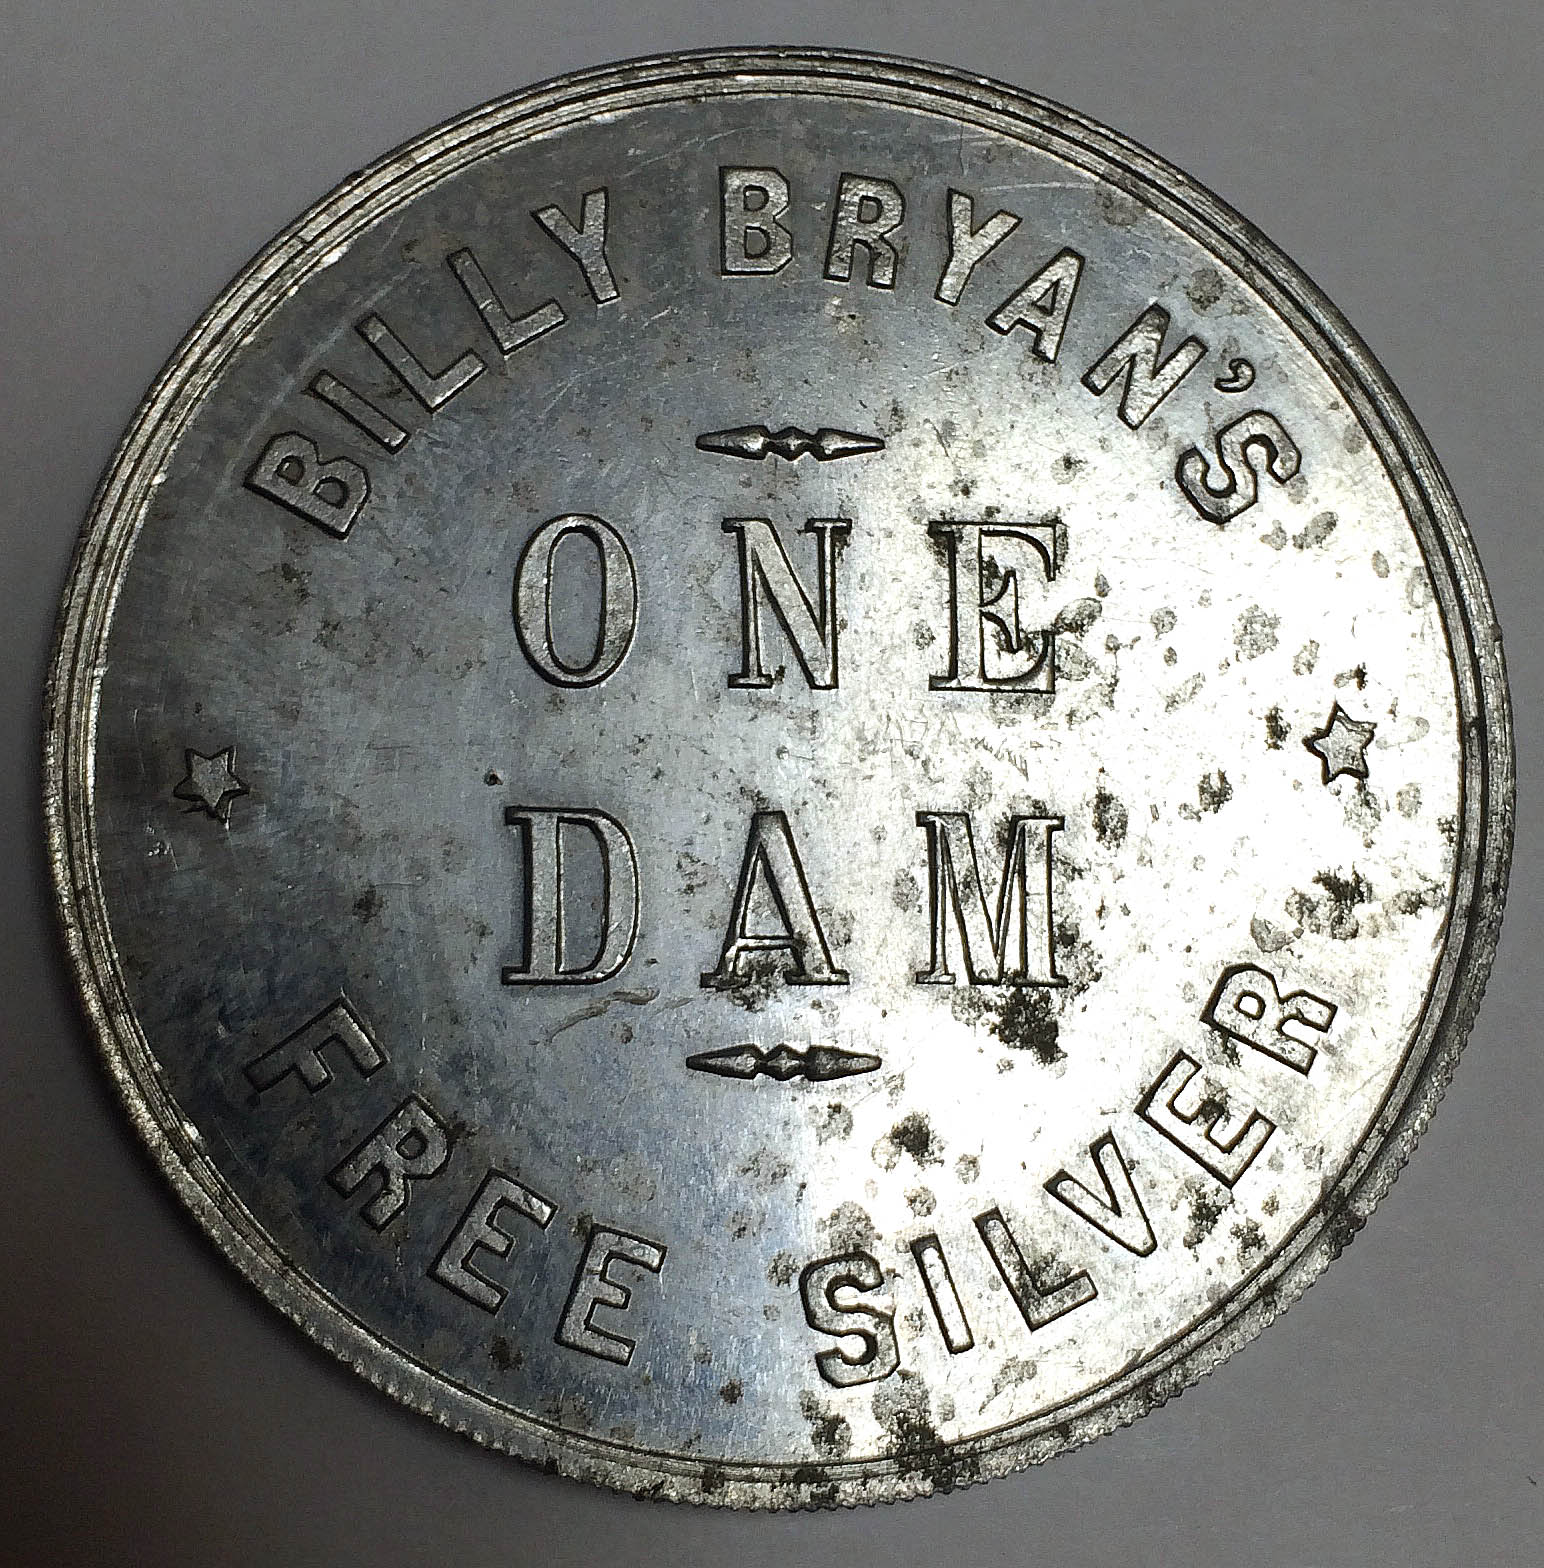 BILLY BRYAN'S
ONE
DAM
FREE SILVER